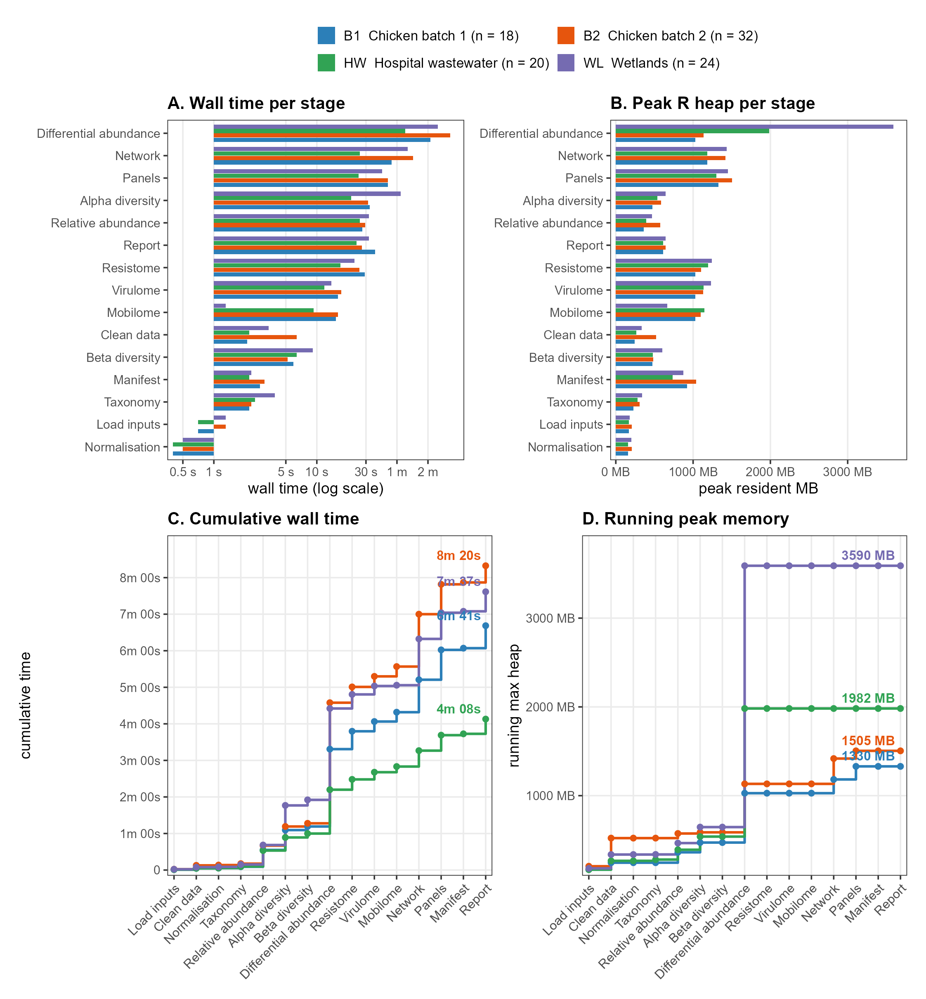 B1  Chicken batch 1 (n = 18)
B2  Chicken batch 2 (n = 32)
HW  Hospital wastewater (n = 20)
WL  Wetlands (n = 24)
A. Wall time per stage
Differential abundance
Network
Panels
Alpha diversity
Relative abundance
Report
Resistome
Virulome
Mobilome
Clean data
Beta diversity
Manifest
Taxonomy
Load inputs
Normalisation
0.5 s 1 s 5 s 10 s 30 s 1 m 2 m
wall time (log scale)
B. Peak R heap per stage
Differential abundance
Network
Panels
Alpha diversity
Relative abundance
Report
Resistome
Virulome
Mobilome
Clean data
Beta diversity
Manifest
Taxonomy
Load inputs
Normalisation
0 MB 1000 MB 2000 MB 3000 MB
peak resident MB
C. Cumulative wall time
cumulative time
8m 00s
7m 00s
6m 00s
5m 00s
4m 00s
3m 00s
2m 00s
1m 00s
0
8m 20s
7m 37s
6m 41s
4m 08s
Load inputs
Clean data
Normalisation
Taxonomy
Relative abundance
Alpha diversity
Beta diversity
Differential abundance
Resistome
Virulome
Mobilome
Network
Panels
Manifest
Report
D. Running peak memory
running max heap
3000 MB
2000 MB
1000 MB
3590 MB
1982 MB
1505 MB
1330 MB
Load inputs
Clean data
Normalisation
Taxonomy
Relative abundance
Alpha diversity
Beta diversity
Differential abundance
Resistome
Virulome
Mobilome
Network
Panels
Manifest
Report